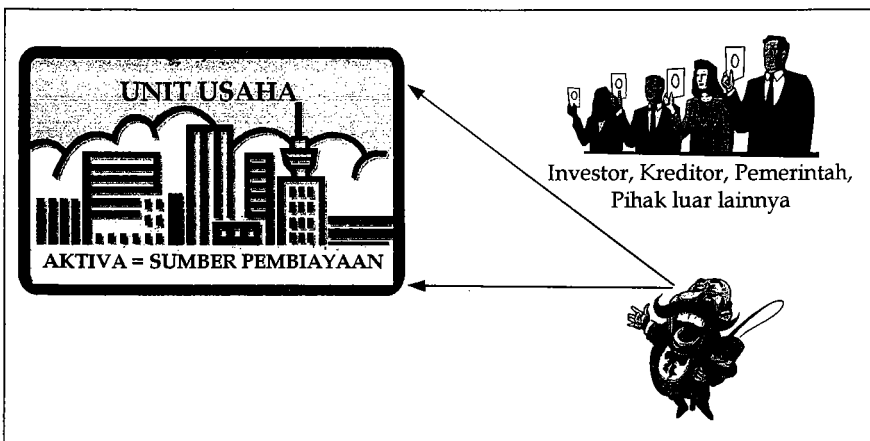 UNIT USAHA
AKTIVA = SUMBER PEMBIAYAAN
Investor, Kreditor, Pemerintah,
Pihak luar lainnya